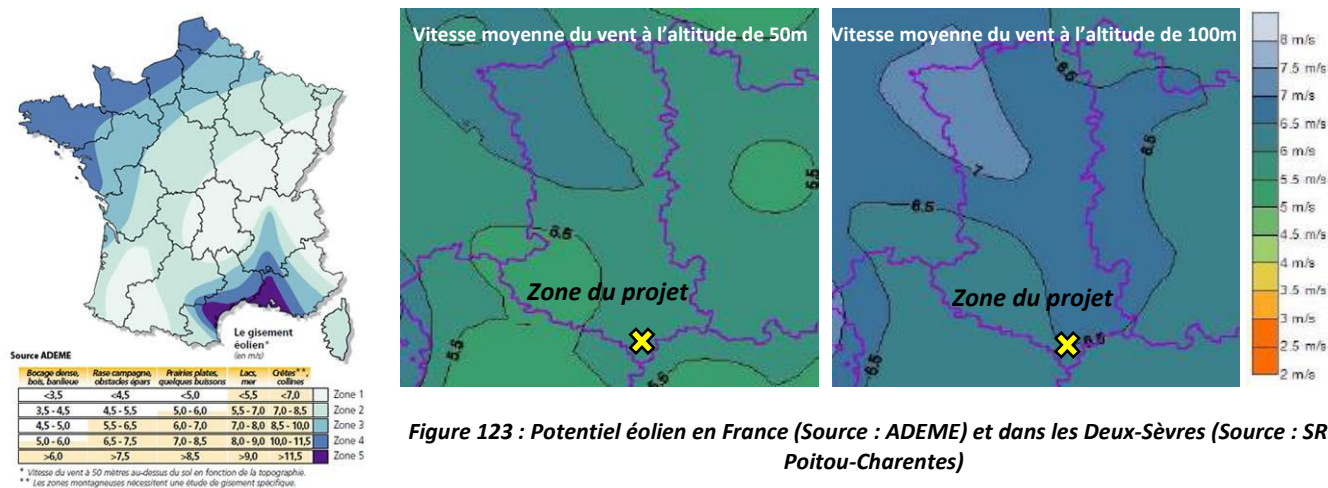 Vitesse moyenne du vent à l'altitude de 50m
Vitesse moyenne du vent à l'altitude de 100m
8 m/s
7.5 m/s
7 m/s
6.5 m/s
6 m/s
5.5 m/s
5 m/s
4.5 m/s
4 m/s
3.5 m/s
3 m/s
2.5 m/s
2 m/s
5.5
5.5
5.5
Zone du projet
6.5
7
6.5
6.5
6.5
6.5
Zone du projet
Le gisement
éolien*
(en m/s)
Source ADEME
Bocage dense, bois, banlieue Rase campagne, obstacles épars Prairies plates, quelques buissons Lacs, mer Crêtes**, collines
<3,5 <4,5 <5,0 <5,5 <7,0 Zone 1
3,5 - 4,5 4,5 - 5,5 5,0 - 6,0 5,5 - 7,0 7,0 - 8,5 Zone 2
4,5 - 5,0 5,5 - 6,5 6,0 - 7,0 7,0 - 8,0 8,5 - 10,0 Zone 3
5,0 - 6,0 6,5 - 7,5 7,0 - 8,5 8,0 - 9,0 10,0 - 11,5 Zone 4
>6,0 >7,5 >8,5 >9,0 >11,5 Zone 5
* Vitesse du vent à 50 mètres au-dessus du sol en fonction de la topographie.
** Les zones montagneuses nécessitent une étude de gisement spécifique.
Figure 123 : Potentiel éolien en France (Source : ADEME) et dans les Deux-Sèvres (Source : SR
Poitou-Charentes)